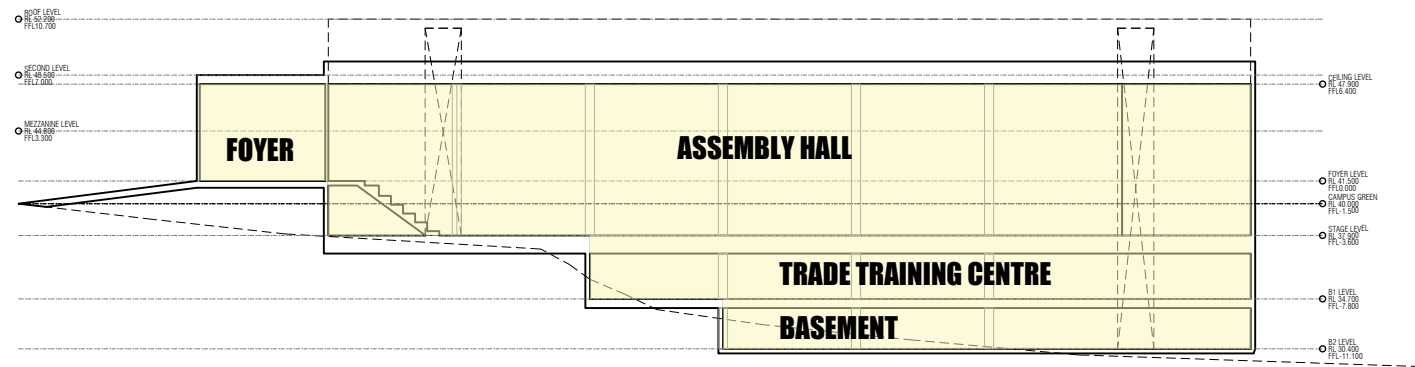 ROOF LEVEL
RL 52.200
FFL10.700
SECOND LEVEL
RL 48.500
FFL7.000
MEZZANINE LEVEL
RL 44.800
FFL3.300
FOYER
ASSEMBLY HALL
TRADE TRAINING CENTRE
BASEMENT
CEILING LEVEL
RL 47.900
FFL6.400
FOYER LEVEL
RL 41.500
FFL0.000
CAMPUS GREEN
RL 40.000
FFL-1.500
STAGE LEVEL
RL 37.900
FFL-3.600
B1 LEVEL
RL 34.700
FFL-7.800
B2 LEVEL
RL 30.400
FFL-11.100